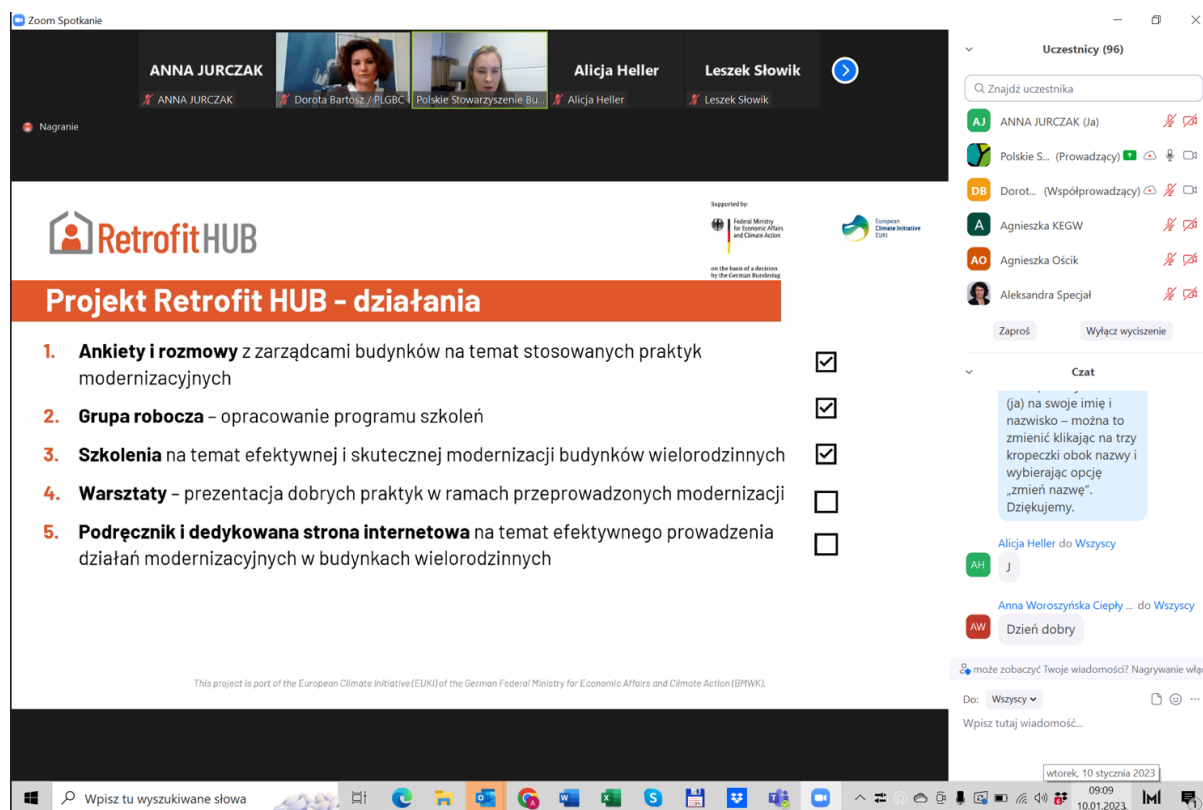 Zoom Spotkanie
ANNA JURCZAK
Alicja Heller
Leszek Słowik
ANNA JURCZAK
Dorota Bartosz / PLGBC
Polskie Stowarzyszenie Bu...
Alicja Heller
Leszek Słowik
Nagranie
RetrofitHUB
Supported by:
Federal Ministry
for Economic Affairs
and Climate Action
on the basis of a decision
by the German Bundestag
European
Climate Initiative
EUKI
Projekt Retrofit HUB - działania
1. Ankiety i rozmowy z zarządcami budynków na temat stosowanych praktyk
modernizacyjnych
2. Grupa robocza – opracowanie programu szkoleń
3. Szkolenia na temat efektywnej i skutecznej modernizacji budynków wielorodzinnych
4. Warsztaty – prezentacja dobrych praktyk w ramach przeprowadzonych modernizacji
5. Podręcznik i dedykowana strona internetowa na temat efektywnego prowadzenia
działań modernizacyjnych w budynkach wielorodzinnych
This project is part of the European Climate Initiative (EUKI) of the German Federal Ministry for Economic Affairs and Climate Action (BMWK).
Uczestnicy (96)
Znajdź uczestnika
AJ ANNA JURCZAK (Ja)
Polskie S... (Prowadzący)
DB Dorot... (Współprowadzący)
A Agnieszka KEGW
AO Agnieszka Ościk
Aleksandra Specjał
Zaproś Wyłącz wyciszenie
Czat
(ja) na swoje imię i
nazwisko – można to
zmienić klikając na trzy
kropeczki obok nazwy i
wybierając opcję
„zmień nazwę”.
Dziękujemy.
Alicja Heller do Wszyscy
AH J
Anna Woroszyńska Ciepły ... do Wszyscy
AW Dzień dobry
może zobaczyć Twoje wiadomości? Nagrywanie włą
Do: Wszyscy
Wpisz tutaj wiadomość...
wtorek, 10 stycznia 2023
Wpisz tu wyszukiwane słowa
09:09
10.01.2023